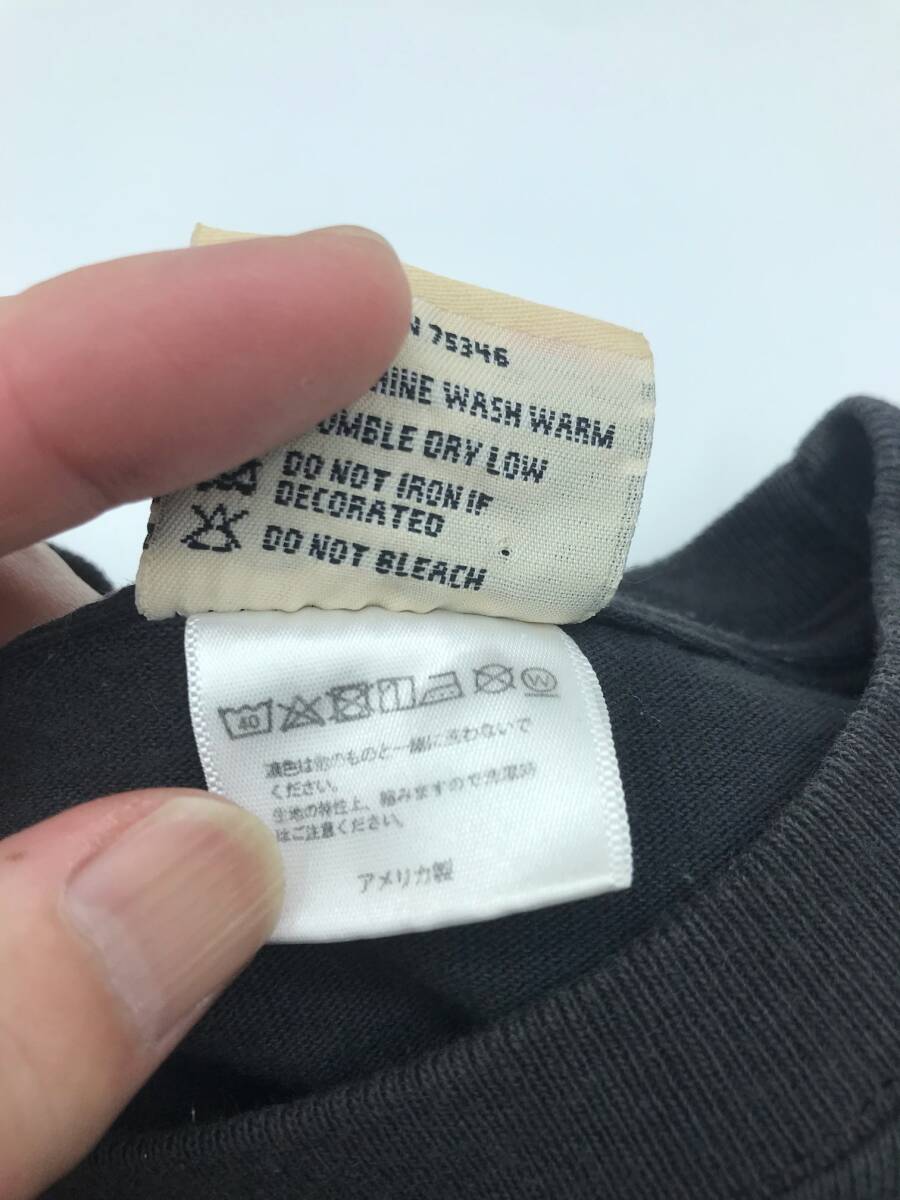 N 75346
HINE WASH WARM
UMBLE DRY LOW
DO NOT IRON IF
DECORATED
DO NOT BLEACH
40
W
濃色は他のものと一緒に洗わないで
ください。
生地の特性上、縮みますので洗濯時
はご注意ください。
アメリカ製